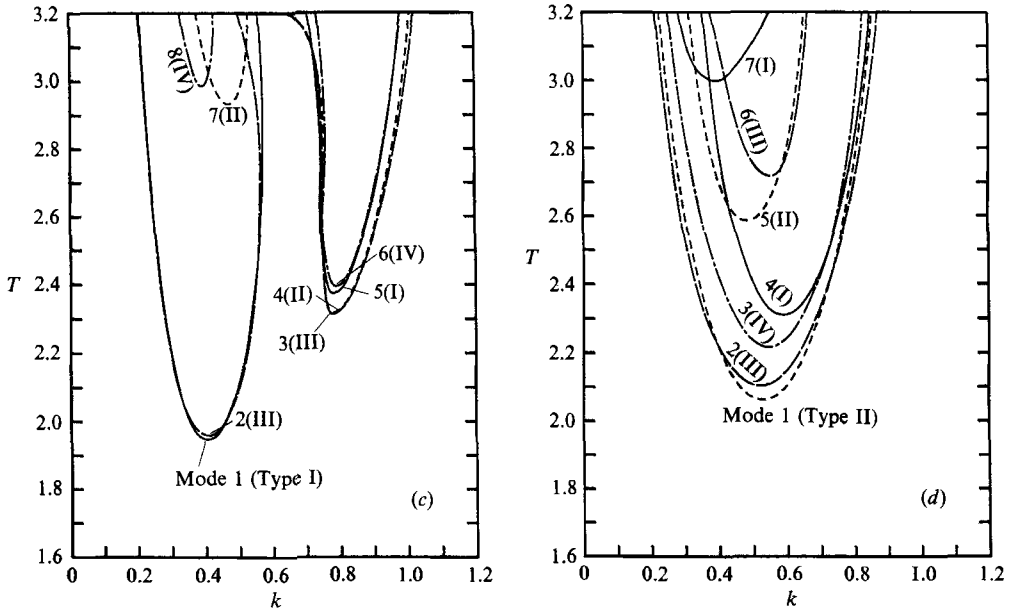 3.2
3.0
2.8
2.6
2.4
2.2
2.0
1.8
1.6
T
0
0.2
0.4
0.6
0.8
1.0
1.2
k
8(IV)
7(II)
6(IV)
5(I)
4(II)
3(III)
2(III)
Mode 1 (Type I)
(c)
3.2
3.0
2.8
2.6
2.4
2.2
2.0
1.8
1.6
T
0
0.2
0.4
0.6
0.8
1.0
1.2
k
7(I)
6(III)
5(II)
4(I)
3(IV)
2(III)
Mode 1 (Type II)
(d)